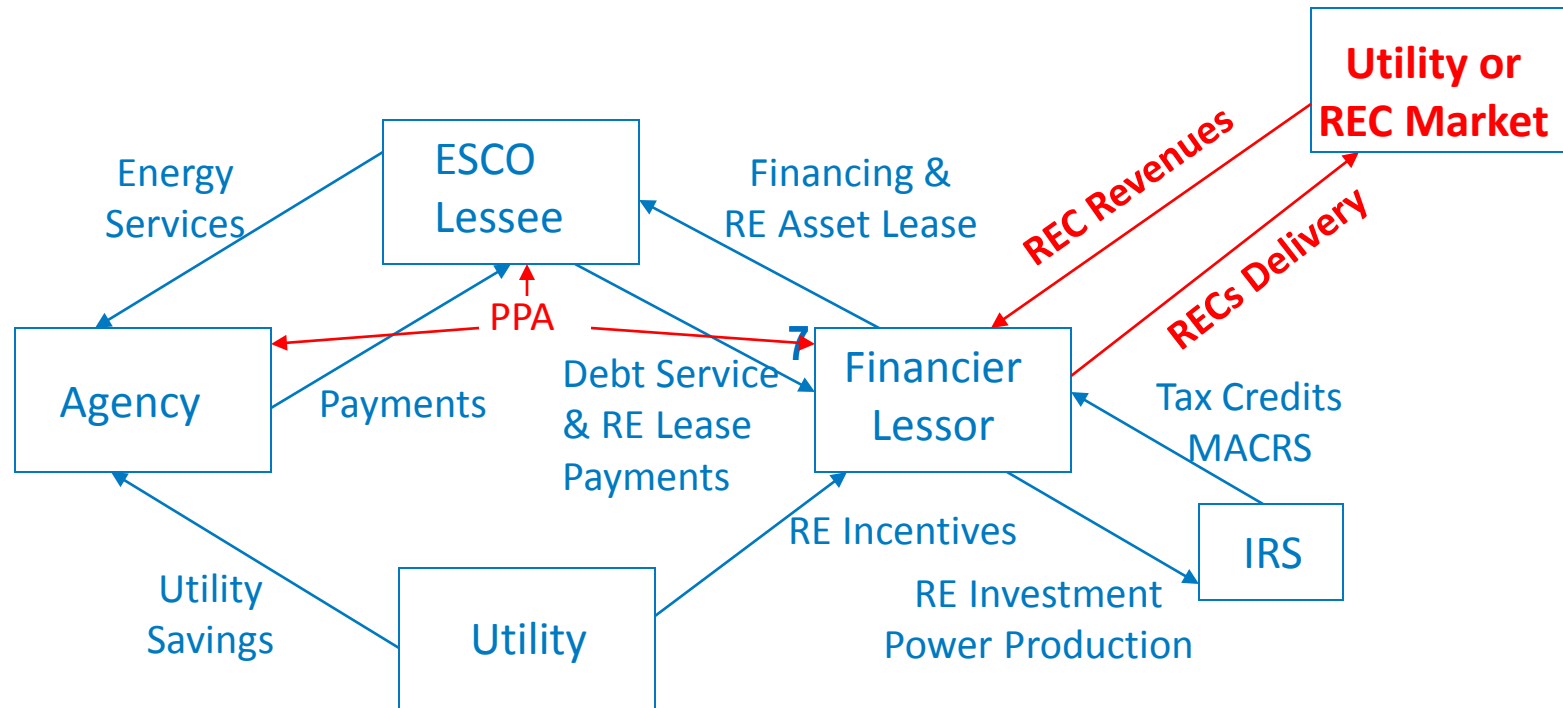 Utility or
REC Market
Energy
Services
ESCO
Lessee
Financing &
RE Asset Lease
REC Revenues
RECs Delivery
PPA
7
Agency
Payments
Debt Service
& RE Lease
Payments
Financier
Lessor
Tax Credits
MACRS
RE Incentives
IRS
Utility
Savings
Utility
RE Investment
Power Production